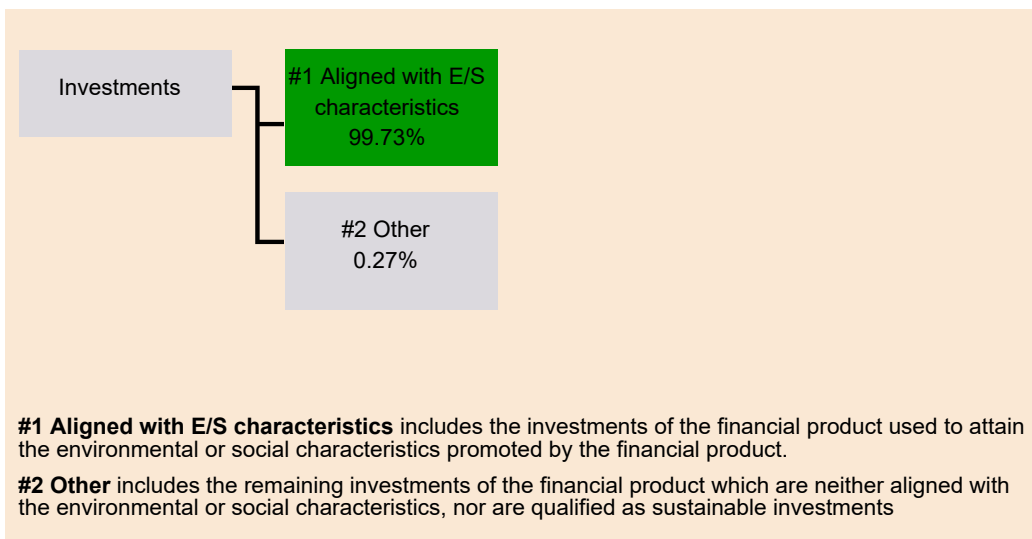 Investments
#1 Aligned with E/S
characteristics
99.73%
#2 Other
0.27%
#1 Aligned with E/S characteristics includes the investments of the financial product used to attain
the environmental or social characteristics promoted by the financial product.
#2 Other includes the remaining investments of the financial product which are neither aligned with
the environmental or social characteristics, nor are qualified as sustainable investments